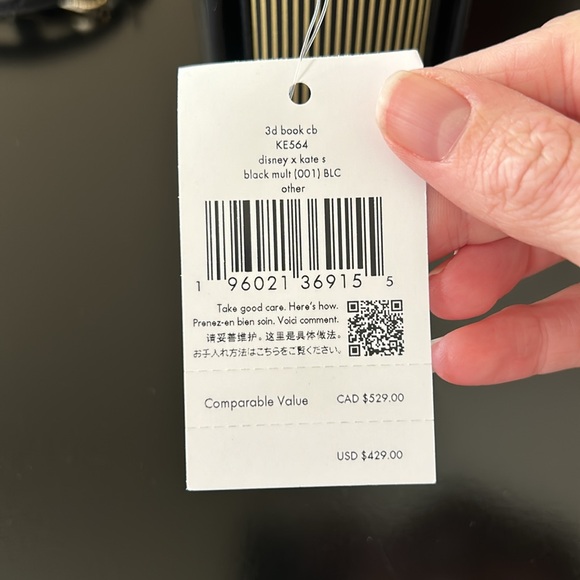 3d book cb
KE564
disney x kate s
black mult (001) BLC
other
1 96021 36915 5
Take good care. Here's how.
Prenez-en bien soin. Voici comment.
请妥善维护。这里是具体做法。
お手入れ方法はこちらをご覧ください。
Comparable Value CAD $529.00
USD $429.00